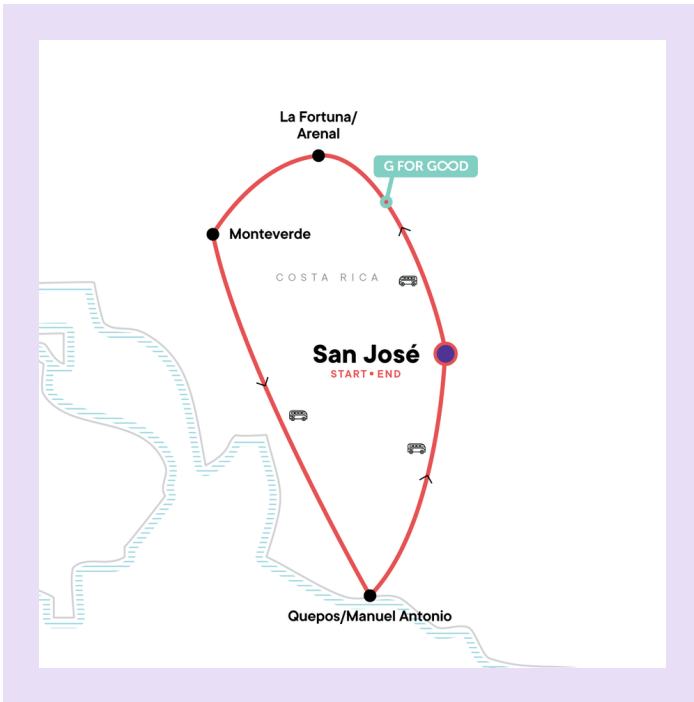 La Fortuna/
Arenal
G FOR GOOD
Monteverde
COSTA RICA
San José
START•END
Quepos/Manuel Antonio